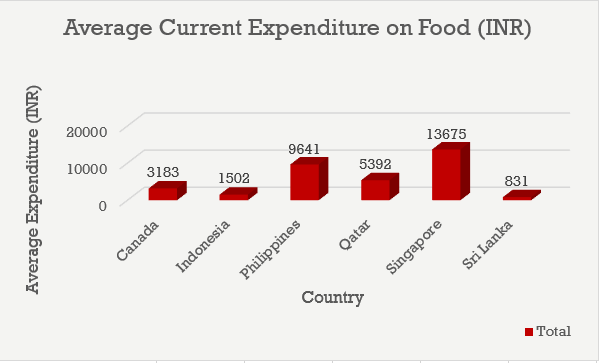 Average Current Expenditure on Food (INR)
Average Expenditure (INR)
20000
10000
0
3183
1502
9641
5392
13675
831
Canada
Indonesia
Philippines
Qatar
Singapore
Sri Lanka
Country
Total